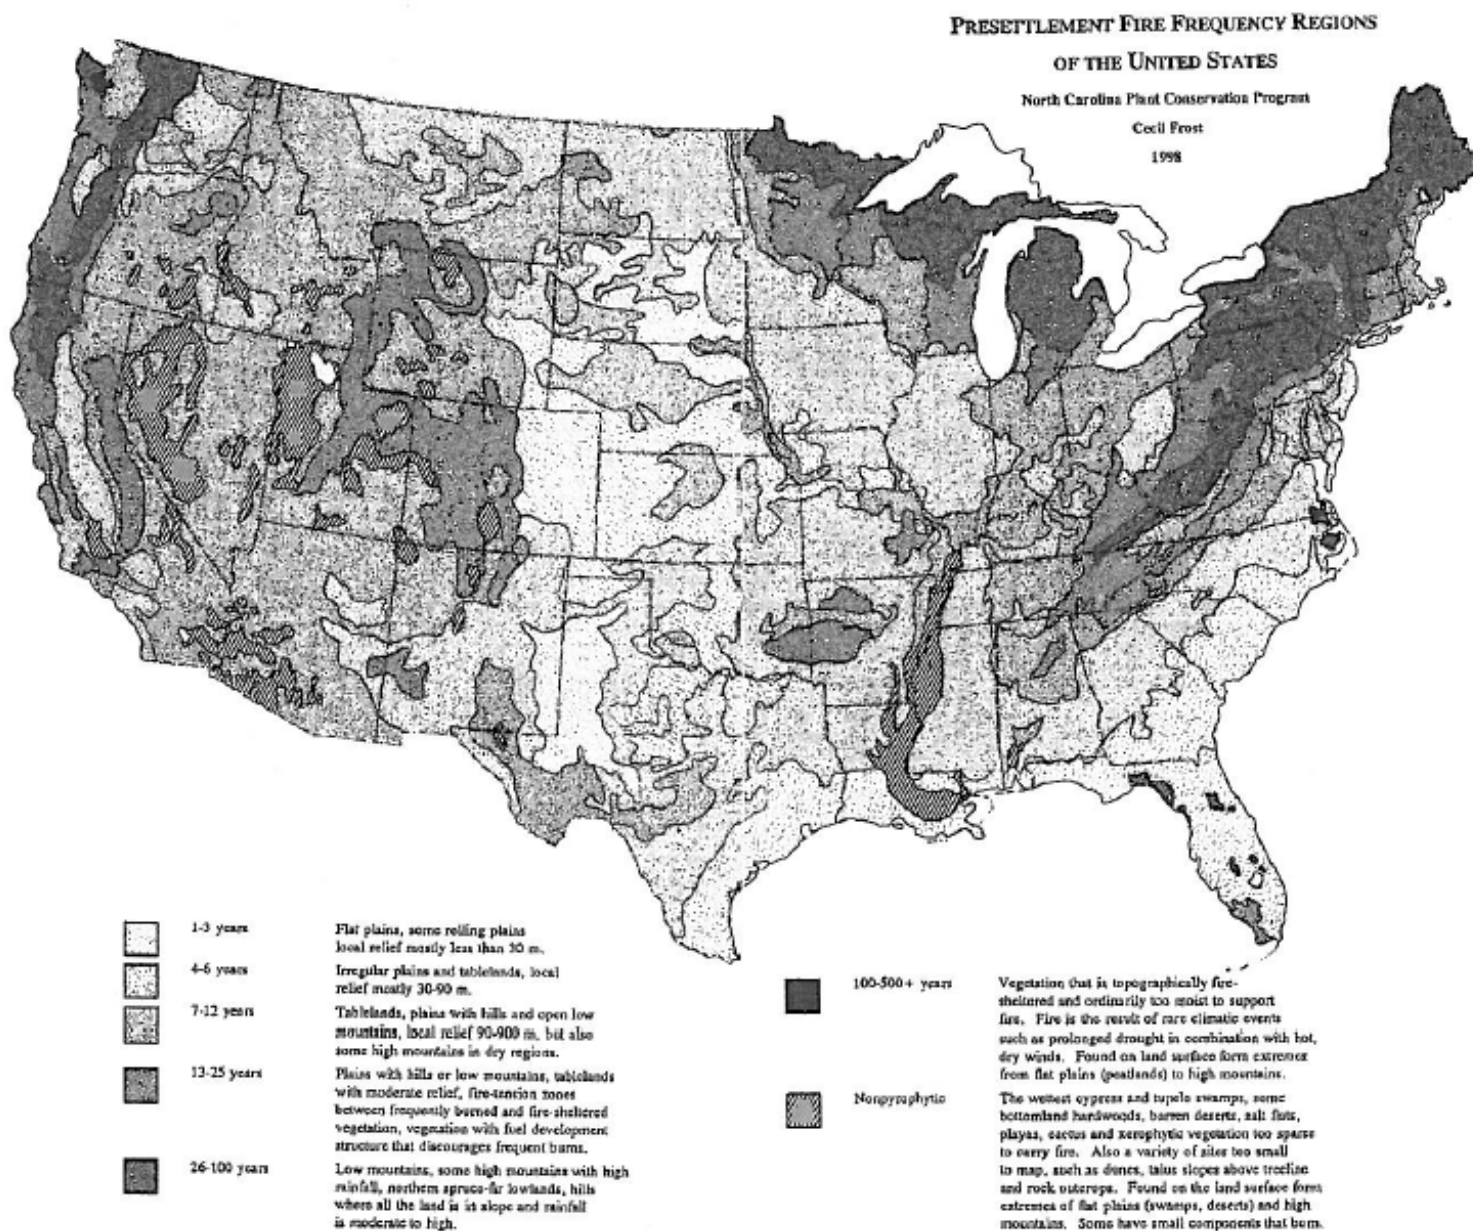 PRESETTLEMENT FIRE FREQUENCY REGIONS
OF THE UNITED STATES
North Carolina Plant Conservation Program
Cecil Frost
1998
1-3 years
Flat plains, some rolling plains
local relief mostly less than 30 m.
4-6 years
Irregular plains and tablelands, local
relief mostly 30-90 m.
7-12 years
Tablelands, plains with hills and open low
mountains, local relief 90-900 m, but also
some high mountains in dry regions.
13-25 years
Plains with hills or low mountains, tablelands
with moderate relief, fire-tension zones
between frequently burned and fire-sheltered
vegetation, vegetation with fuel development
structure that discourages frequent burns.
26-100 years
Low mountains, some high mountains with high
rainfall, northern spruce-fir lowlands, hills
where all the land is in slope and rainfall
is moderate to high.
100-500+ years
Vegetation that is topographically fire-
sheltered and ordinarily too moist to support
fire. Fire is the result of rare climatic events
such as prolonged drought in combination with hot,
dry winds. Found on land surface form extremes
from flat plains (peatlands) to high mountains.
Nonpyrophytic
The wettest cypress and tupelo swamps, some
bottomland hardwoods, barren deserts, salt flats,
playas, cactus and xerophytic vegetation too sparse
to carry fire. Also a variety of sites too small
to map, such as dunes, talus slopes above treeline
and rock outcrops. Found on the land surface form
extremes of flat plains (swamps, deserts) and high
mountains. Some have small components that burn.